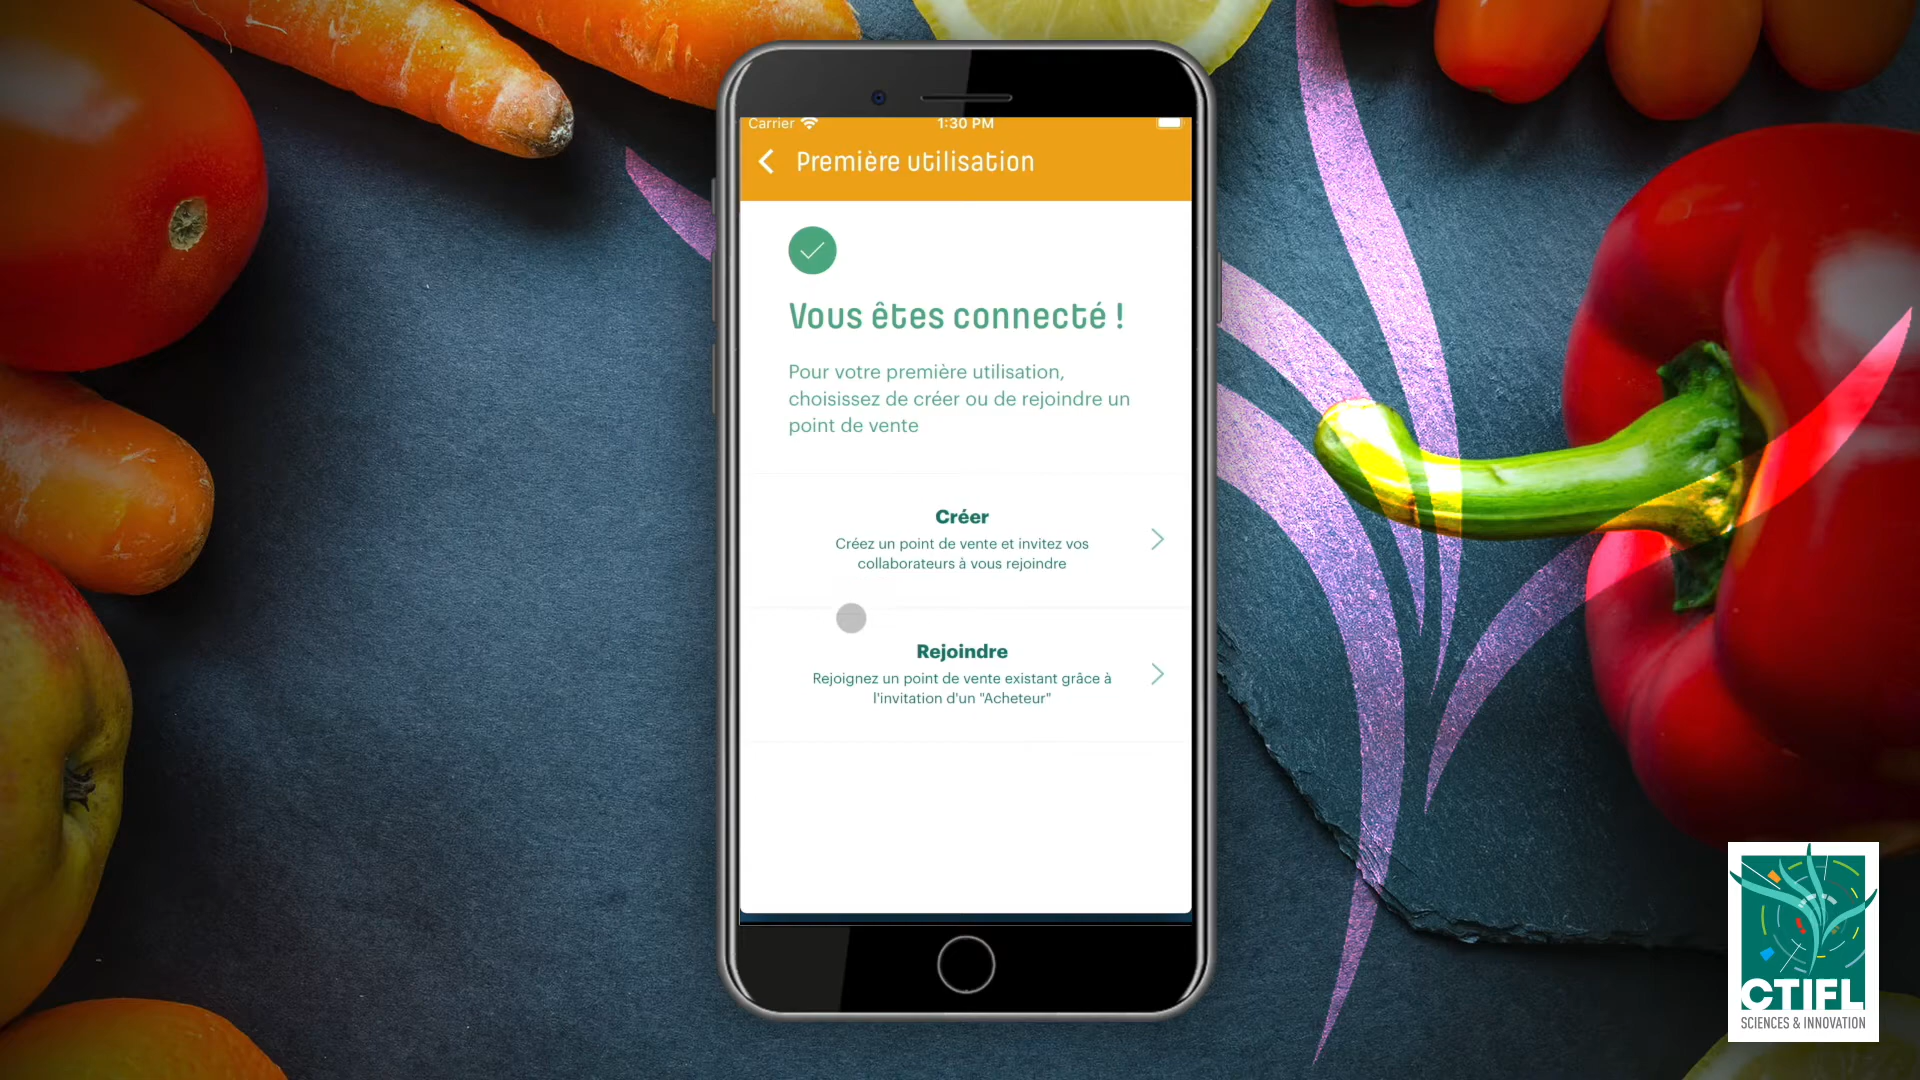 Carrier
1:30 PM
Première utilisation
Vous êtes connecté !
Pour votre première utilisation,
choisissez de créer ou de rejoindre un
point de vente
Créer
Créez un point de vente et invitez vos
collaborateurs à vous rejoindre
Rejoindre
Rejoignez un point de vente existant grâce à
l'invitation d'un "Acheteur"
CTIFL
SCIENCES & INNOVATION